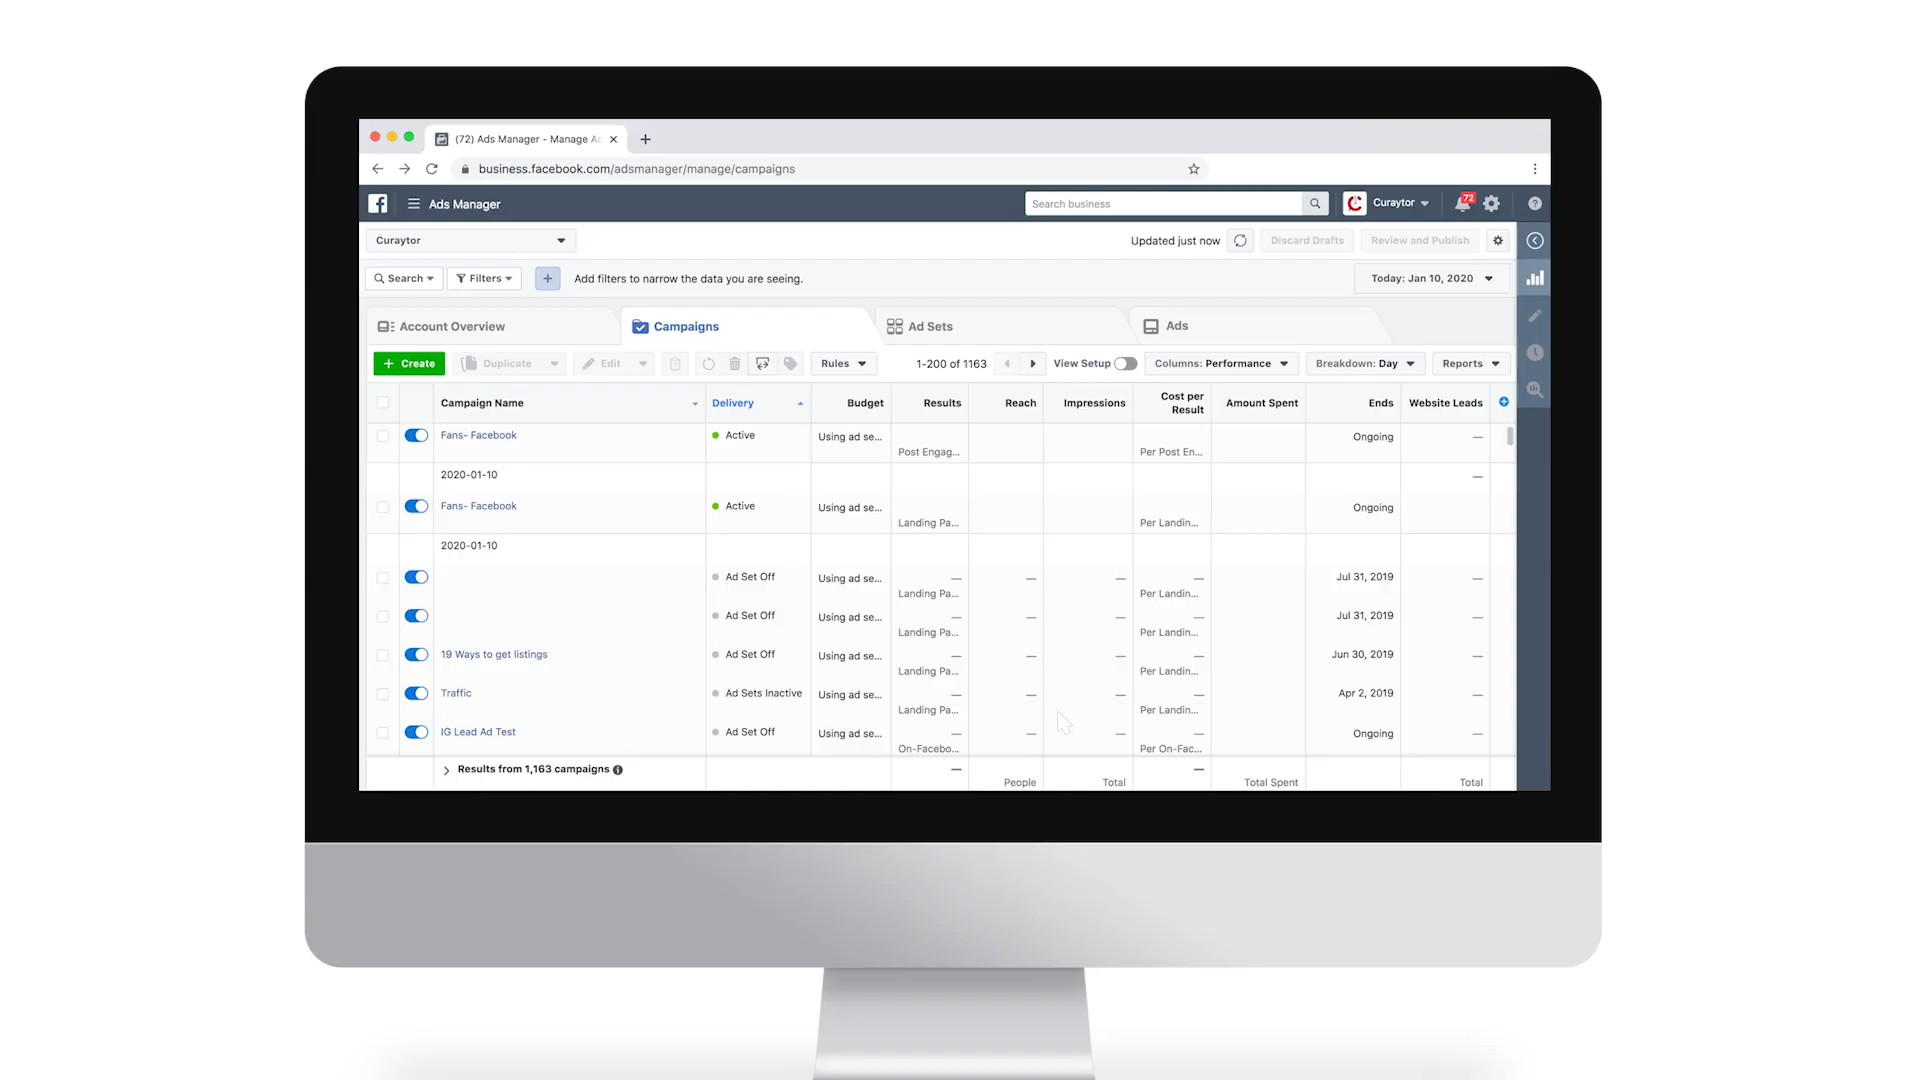 (72) Ads Manager - Manage Ad
business.facebook.com/adsmanager/manage/campaigns
Ads Manager
Search business
Curaytor
72
Curaytor
Updated just now
Discard Drafts
Review and Publish
Search
Filters
Add filters to narrow the data you are seeing.
Today: Jan 10, 2020
Account Overview
Campaigns
Ad Sets
Ads
+ Create
Duplicate
Edit
Rules
1-200 of 1163
View Setup
Columns: Performance
Breakdown: Day
Reports
Campaign Name
Delivery
Budget
Results
Reach
Impressions
Cost per
Result
Amount Spent
Ends
Website Leads
Fans- Facebook
Active
Using ad se...
Ongoing
—
Post Engag...
Per Post En...
2020-01-10
—
Fans- Facebook
Active
Using ad se...
Ongoing
Landing Pa...
Per Landin...
2020-01-10
Ad Set Off
Using ad se...
—
—
—
—
Jul 31, 2019
—
Landing Pa...
Per Landin...
Ad Set Off
Using ad se...
—
—
—
—
Jul 31, 2019
—
Landing Pa...
Per Landin...
19 Ways to get listings
Ad Set Off
Using ad se...
—
—
—
—
Jun 30, 2019
—
Landing Pa...
Per Landin...
Traffic
Ad Sets Inactive
Using ad se...
—
—
—
—
Apr 2, 2019
—
Landing Pa...
Per Landin...
IG Lead Ad Test
Ad Set Off
Using ad se...
—
—
—
—
Ongoing
—
On-Facebo...
Per On-Fac...
Results from 1,163 campaigns
—
—
People
Total
Total Spent
Total